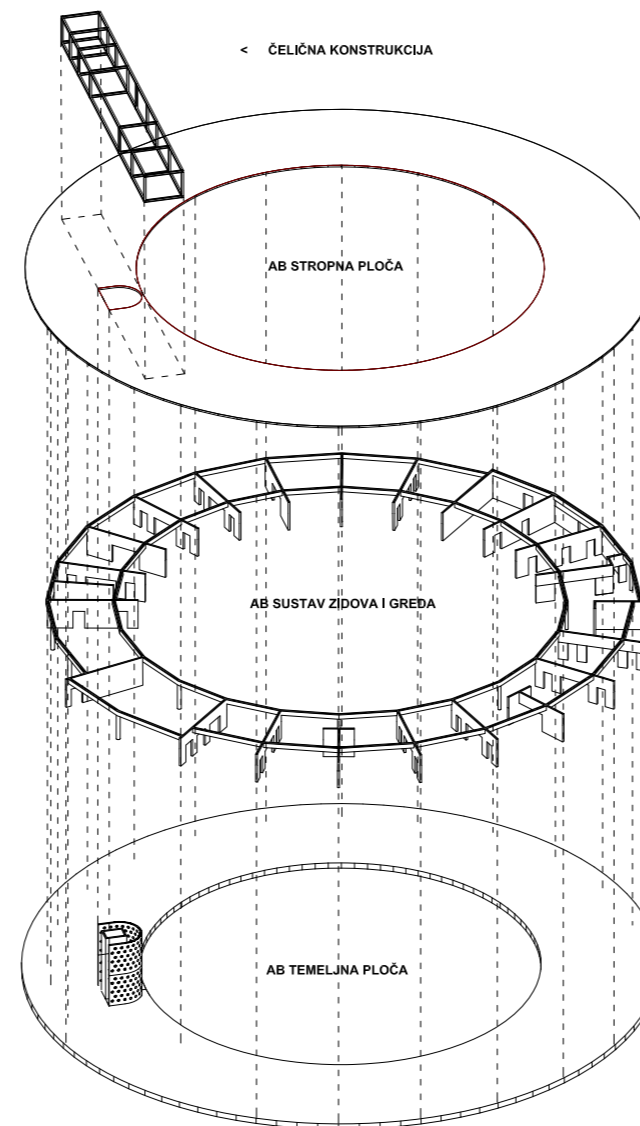 < ČELIČNA KONSTRUKCIJA
AB STROPNA PLOČA
AB SUSTAV ZIDOVA I GREDA
AB TEMELJNA PLOČA